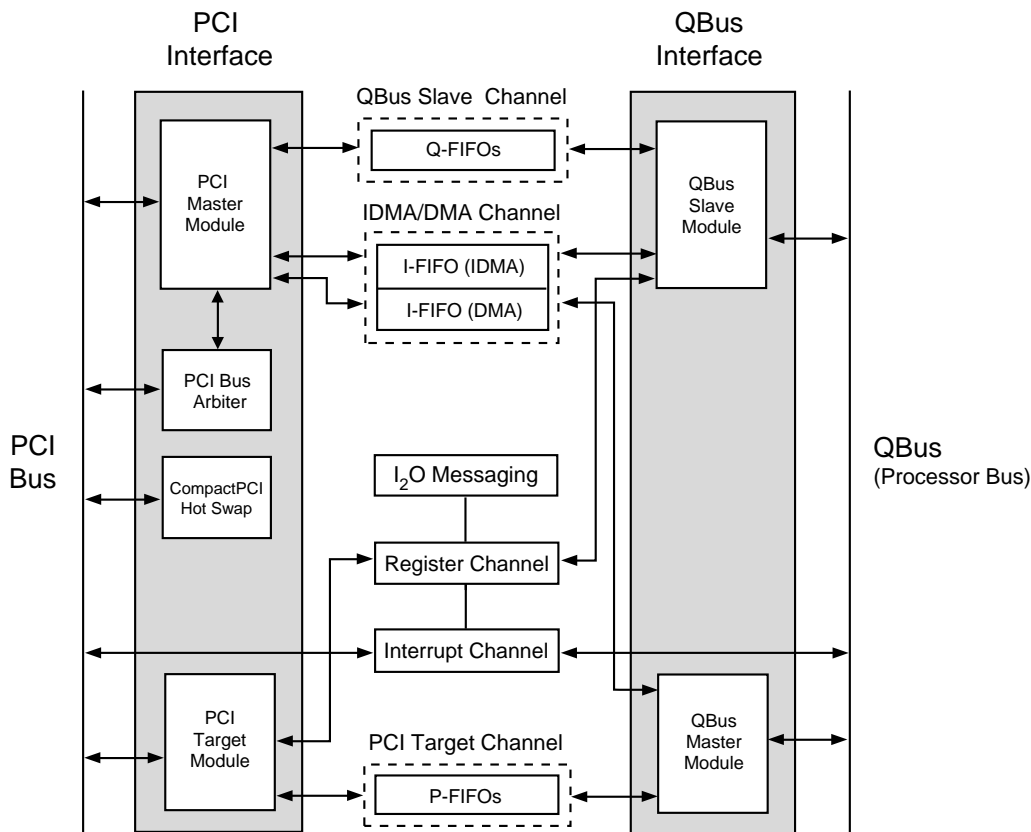 PCI
Interface
QBus
Interface
QBus Slave Channel
Q-FIFOs
PCI
Master
Module
QBus
Slave
Module
IDMA/DMA Channel
I-FIFO (IDMA)
I-FIFO (DMA)
PCI Bus
Arbiter
PCI
Bus
QBus
(Processor Bus)
I2O Messaging
CompactPCI
Hot Swap
Register Channel
Interrupt Channel
PCI
Target
Module
QBus
Master
Module
PCI Target Channel
P-FIFOs